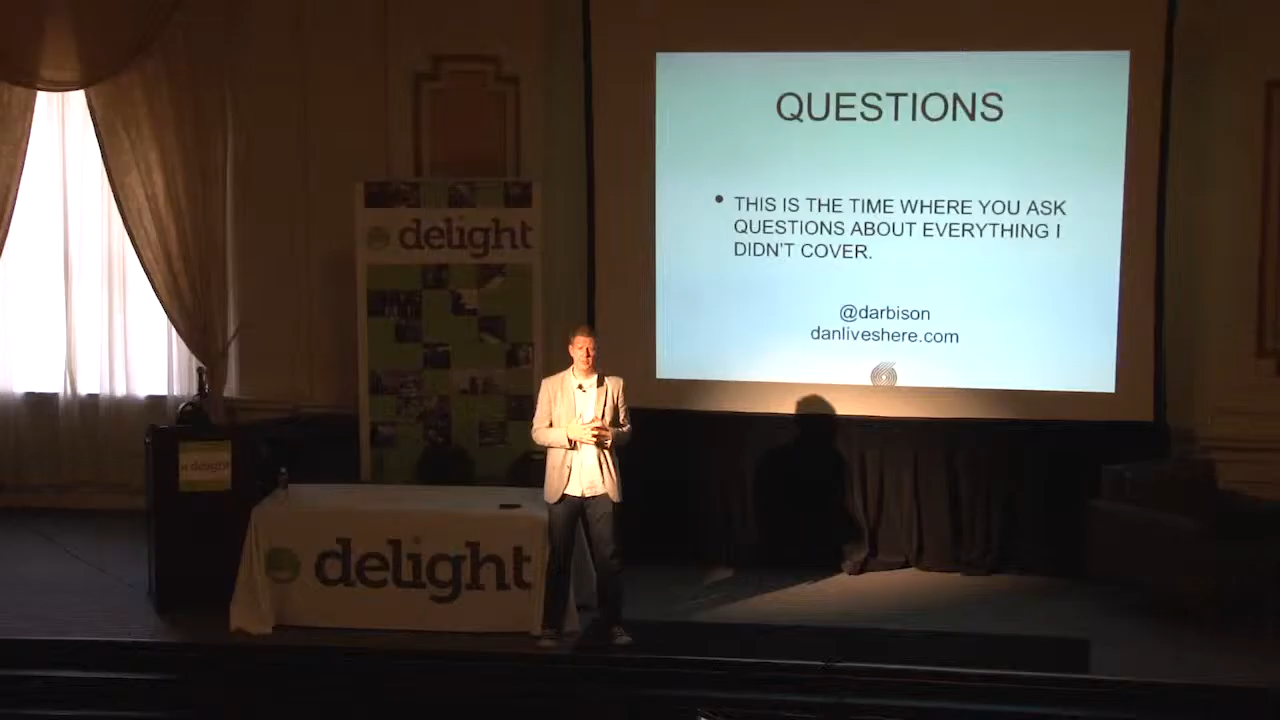 QUESTIONS
• THIS IS THE TIME WHERE YOU ASK
QUESTIONS ABOUT EVERYTHING I
DIDN'T COVER.
@darbison
danliveshere.com
delight
delight
delight